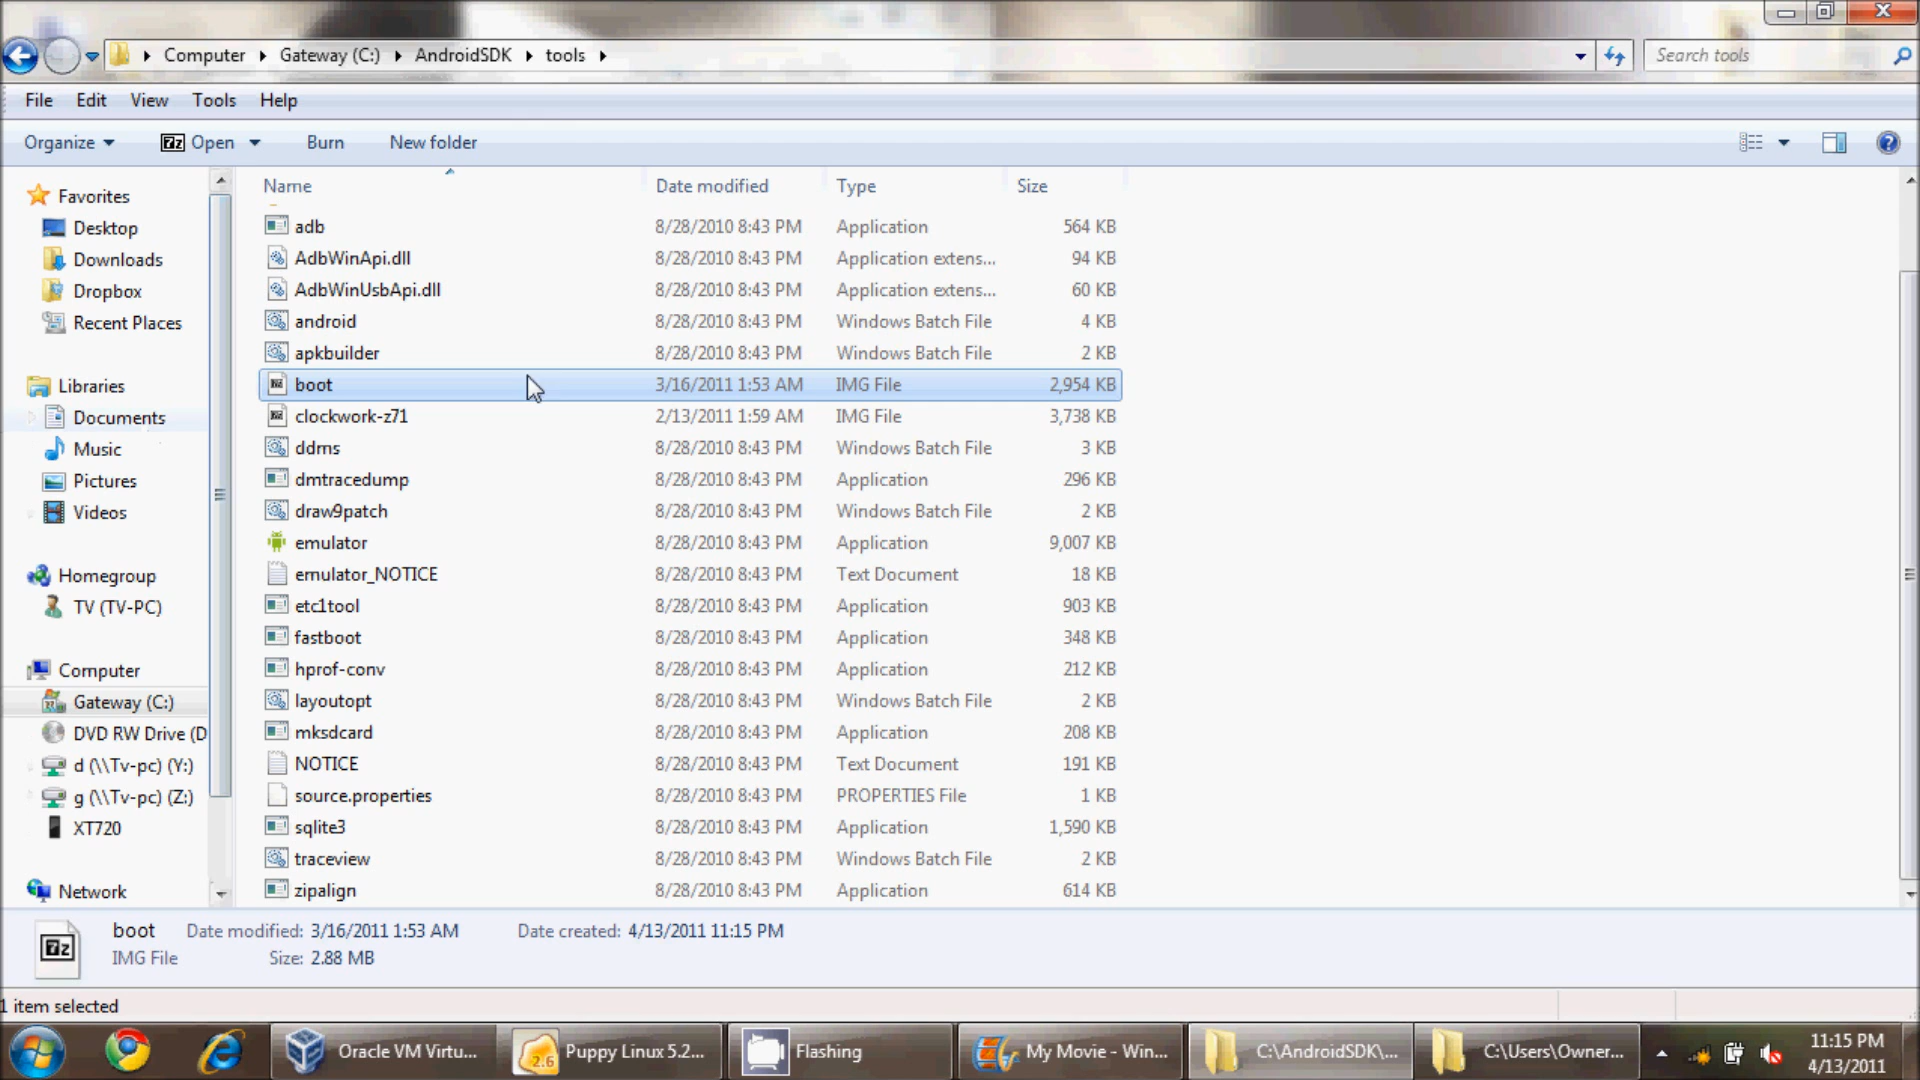 Computer Gateway (C:) AndroidSDK tools Search tools
File Edit View Tools Help
Organize Open Burn New folder
Name Date modified Type Size
adb 8/28/2010 8:43 PM Application 564 KB
AdbWinApi.dll 8/28/2010 8:43 PM Application extens... 94 KB
AdbWinUsbApi.dll 8/28/2010 8:43 PM Application extens... 60 KB
android 8/28/2010 8:43 PM Windows Batch File 4 KB
apkbuilder 8/28/2010 8:43 PM Windows Batch File 2 KB
boot 3/16/2011 1:53 AM IMG File 2,954 KB
clockwork-z71 2/13/2011 1:59 AM IMG File 3,738 KB
ddms 8/28/2010 8:43 PM Windows Batch File 3 KB
dmtracedump 8/28/2010 8:43 PM Application 296 KB
draw9patch 8/28/2010 8:43 PM Windows Batch File 2 KB
emulator 8/28/2010 8:43 PM Application 9,007 KB
emulator_NOTICE 8/28/2010 8:43 PM Text Document 18 KB
etc1tool 8/28/2010 8:43 PM Application 903 KB
fastboot 8/28/2010 8:43 PM Application 348 KB
hprof-conv 8/28/2010 8:43 PM Application 212 KB
layoutopt 8/28/2010 8:43 PM Windows Batch File 2 KB
mksdcard 8/28/2010 8:43 PM Application 208 KB
NOTICE 8/28/2010 8:43 PM Text Document 191 KB
source.properties 8/28/2010 8:43 PM PROPERTIES File 1 KB
sqlite3 8/28/2010 8:43 PM Application 1,590 KB
traceview 8/28/2010 8:43 PM Windows Batch File 2 KB
zipalign 8/28/2010 8:43 PM Application 614 KB
Favorites
Desktop
Downloads
Dropbox
Recent Places
Libraries
Documents
Music
Pictures
Videos
Homegroup
TV (TV-PC)
Computer
Gateway (C:)
DVD RW Drive (D
d (\\Tv-pc) (Y:)
g (\\Tv-pc) (Z:)
XT720
Network
7z
boot Date modified: 3/16/2011 1:53 AM Date created: 4/13/2011 11:15 PM
IMG File Size: 2.88 MB
1 item selected
Oracle VM Virtu... 2.6 Puppy Linux 5.2... Flashing My Movie - Win... C:\AndroidSDK\... C:\Users\Owner...
11:15 PM
4/13/2011